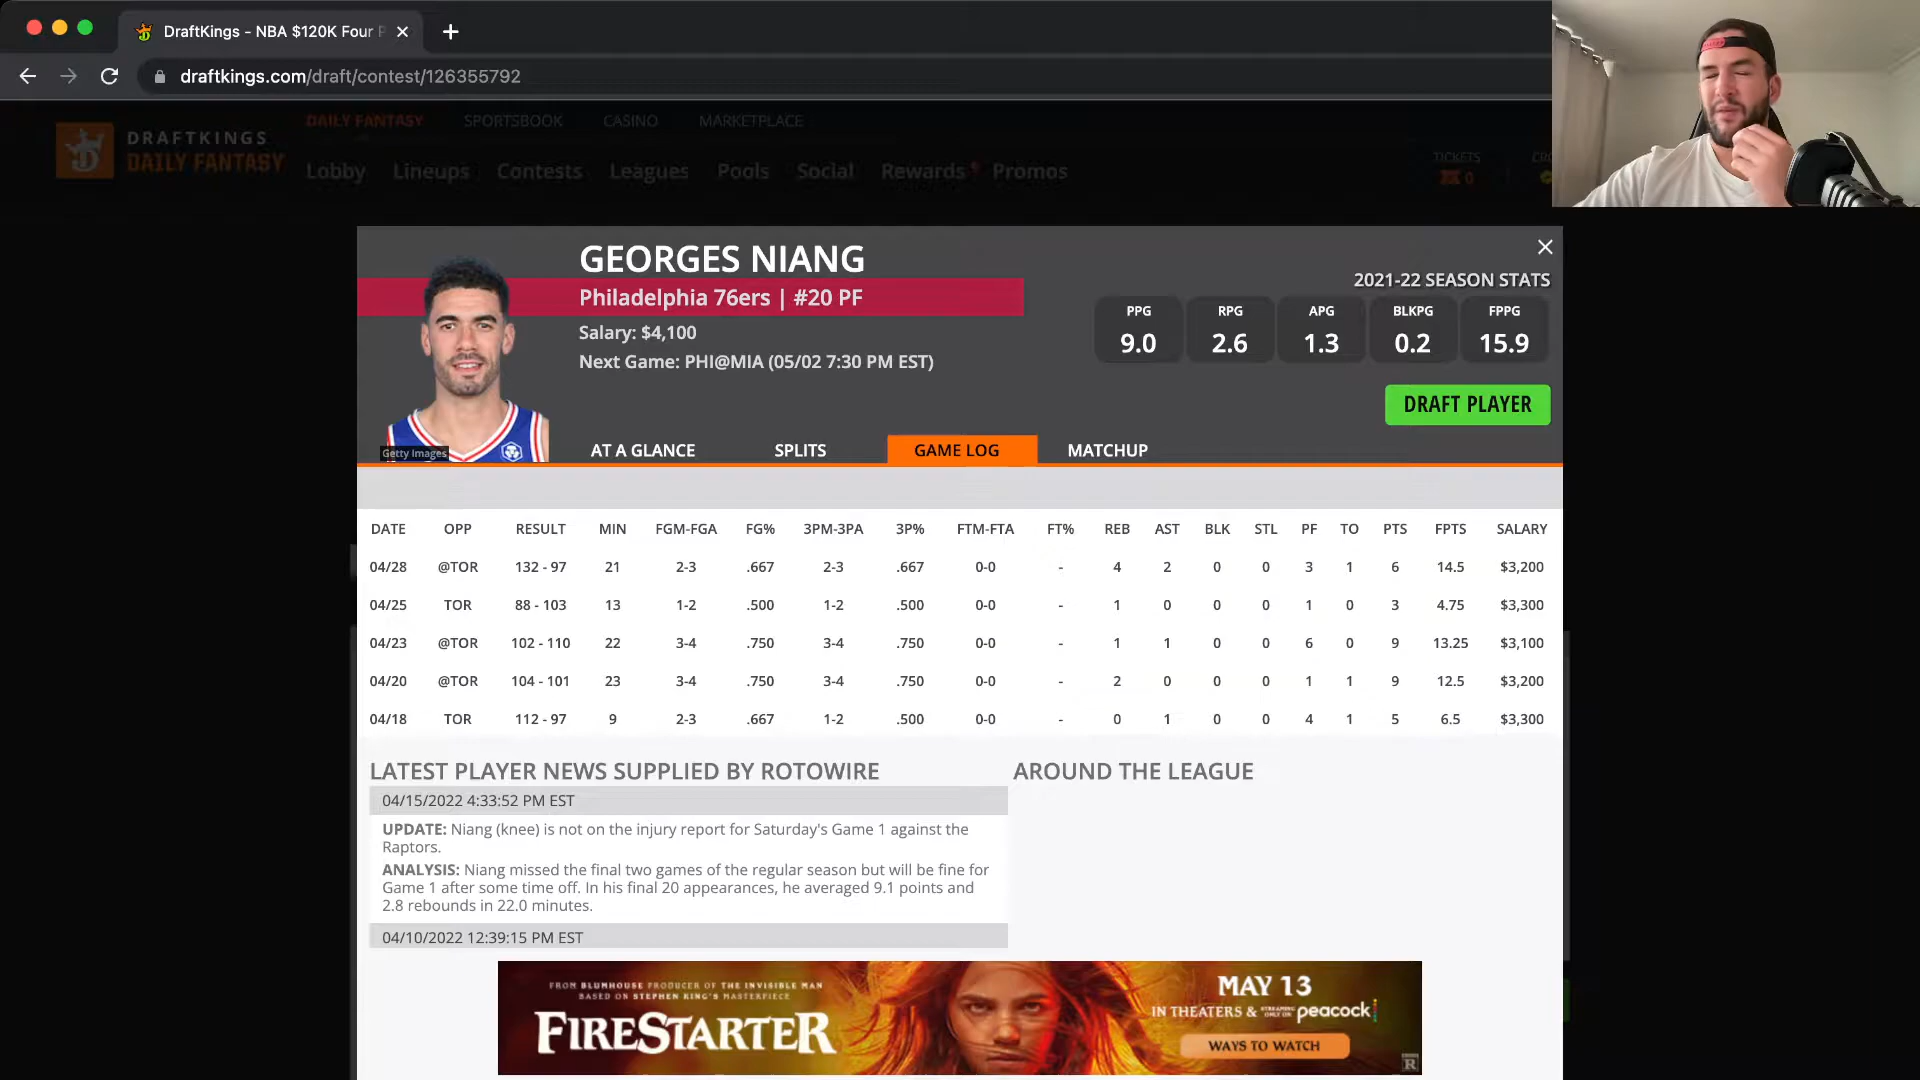 DraftKings - NBA $120K Four P
draftkings.com/draft/contest/126355792
DRAFTKINGS
DAILY FANTASY
DAILY FANTASY SPORTSBOOK CASINO MARKETPLACE
Lobby Lineups Contests Leagues Pools Social Rewards Promos
TICKETS
0
CRO
GEORGES NIANG
Philadelphia 76ers | #20 PF
Salary: $4,100
Next Game: PHI@MIA (05/02 7:30 PM EST)
2021-22 SEASON STATS
PPG RPG APG BLKPG FPPG
9.0 2.6 1.3 0.2 15.9
DRAFT PLAYER
Getty Images
AT A GLANCE SPLITS GAME LOG MATCHUP
DATE OPP RESULT MIN FGM-FGA FG% 3PM-3PA 3P% FTM-FTA FT% REB AST BLK STL PF TO PTS FPTS SALARY
04/28 @TOR 132 - 97 21 2-3 .667 2-3 .667 0-0 - 4 2 0 0 3 1 6 14.5 $3,200
04/25 TOR 88 - 103 13 1-2 .500 1-2 .500 0-0 - 1 0 0 0 1 0 3 4.75 $3,300
04/23 @TOR 102 - 110 22 3-4 .750 3-4 .750 0-0 - 1 1 0 0 6 0 9 13.25 $3,100
04/20 @TOR 104 - 101 23 3-4 .750 3-4 .750 0-0 - 2 0 0 0 1 1 9 12.5 $3,200
04/18 TOR 112 - 97 9 2-3 .667 1-2 .500 0-0 - 0 1 0 0 4 1 5 6.5 $3,300
LATEST PLAYER NEWS SUPPLIED BY ROTOWIRE
04/15/2022 4:33:52 PM EST
UPDATE: Niang (knee) is not on the injury report for Saturday's Game 1 against the
Raptors.
ANALYSIS: Niang missed the final two games of the regular season but will be fine for
Game 1 after some time off. In his final 20 appearances, he averaged 9.1 points and
2.8 rebounds in 22.0 minutes.
04/10/2022 12:39:15 PM EST
AROUND THE LEAGUE
FROM BLUMHOUSE PRODUCER OF THE INVISIBLE MAN
BASED ON STEPHEN KING'S MASTERPIECE
FIRESTARTER
MAY 13
IN THEATERS & STREAMING ONLY ON peacock
WAYS TO WATCH
R